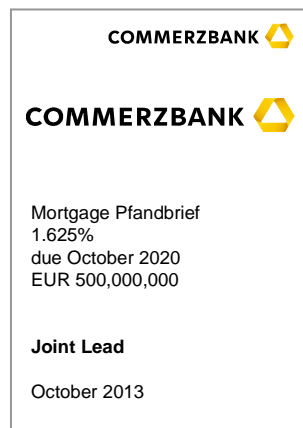 COMMERZBANK
COMMERZBANK
Mortgage Pfandbrief
1.625%
due October 2020
EUR 500,000,000
Joint Lead
October 2013